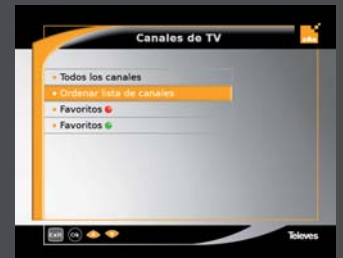 Canales de TV
Todos los canales
Ordenar lista de canales
Favoritos
Favoritos
Exit Ok
Televes